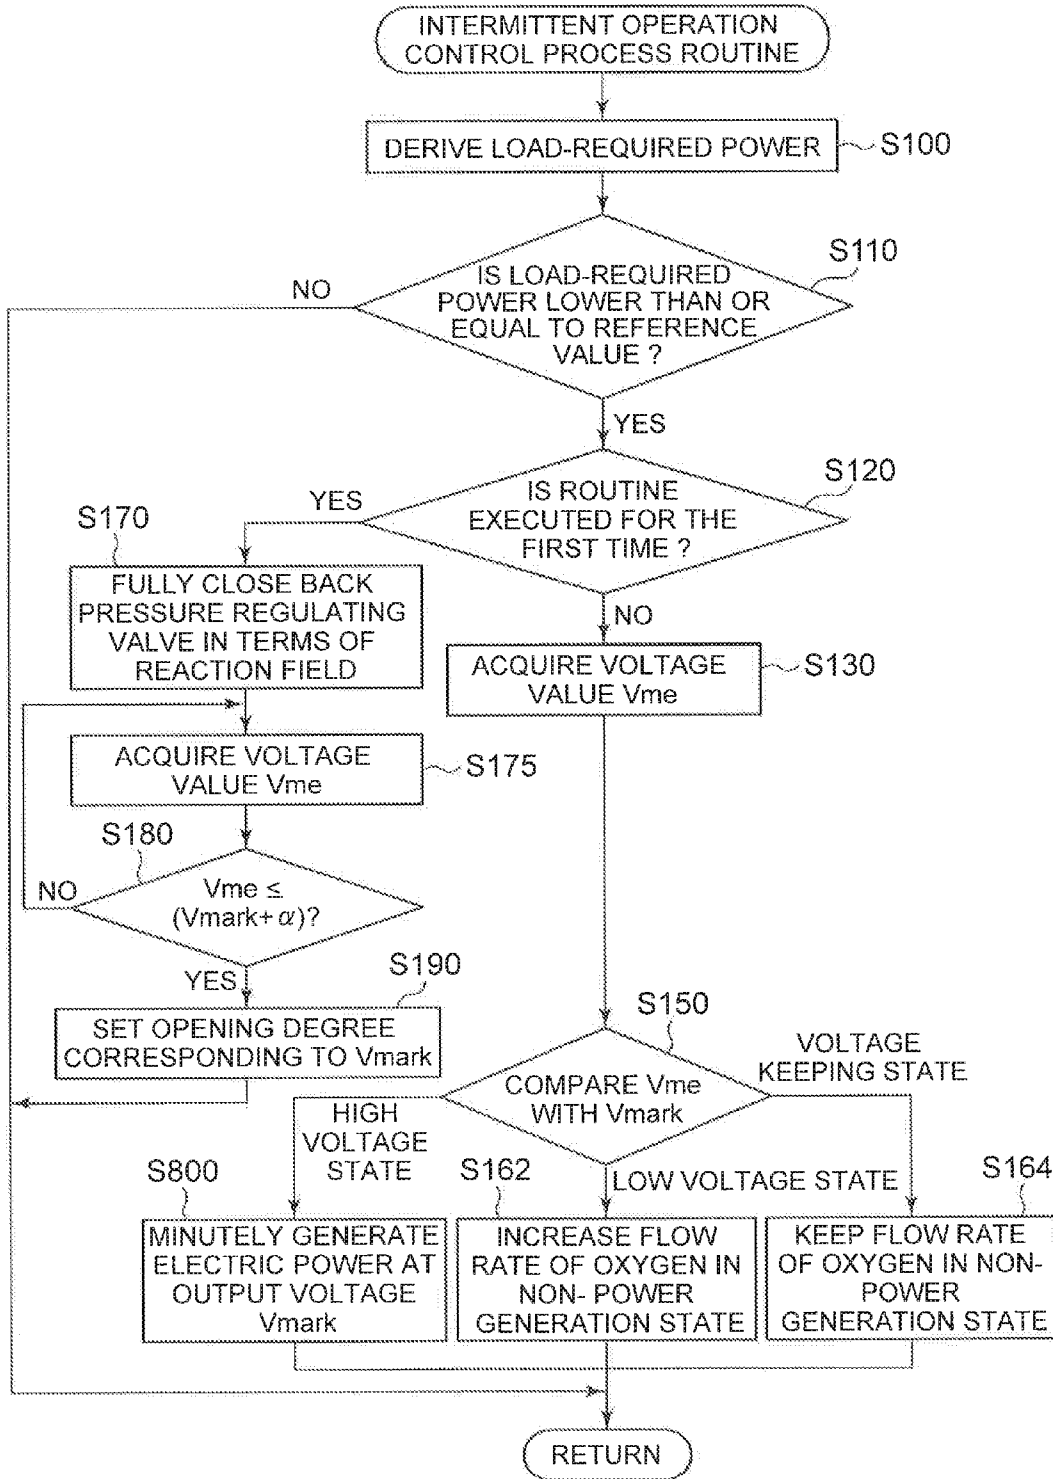 INTERMITTENT OPERATION
CONTROL PROCESS ROUTINE
DERIVE LOAD-REQUIRED POWER
S100
S110
IS LOAD-REQUIRED
POWER LOWER THAN OR
EQUAL TO REFERENCE
VALUE ?
NO
YES
S120
IS ROUTINE
EXECUTED FOR THE
FIRST TIME ?
YES
NO
S170
FULLY CLOSE BACK
PRESSURE REGULATING
VALVE IN TERMS OF
REACTION FIELD
S130
ACQUIRE VOLTAGE
VALUE Vme
ACQUIRE VOLTAGE
VALUE Vme
S175
S180
Vme ≤
(Vmark+α)?
NO
YES
S190
SET OPENING DEGREE
CORRESPONDING TO Vmark
S150
COMPARE Vme
WITH Vmark
VOLTAGE
KEEPING STATE
HIGH
VOLTAGE
STATE
LOW VOLTAGE STATE
S800
MINUTELY GENERATE
ELECTRIC POWER AT
OUTPUT VOLTAGE
Vmark
S162
INCREASE FLOW
RATE OF OXYGEN IN
NON- POWER
GENERATION STATE
S164
KEEP FLOW RATE
OF OXYGEN IN NON-
POWER
GENERATION STATE
RETURN